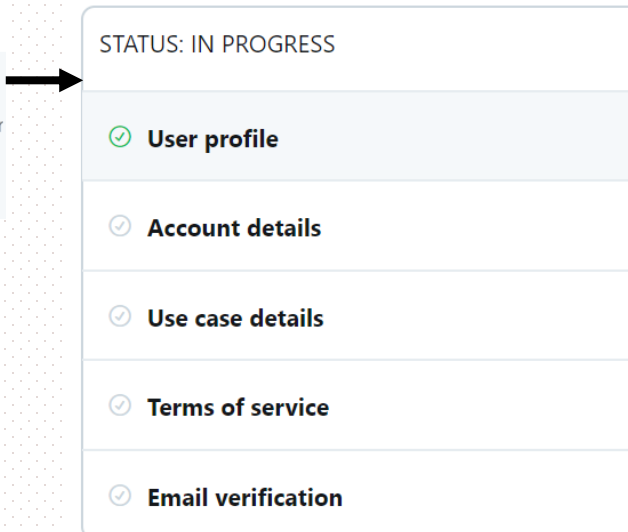 STATUS: IN PROGRESS
User profile
Account details
Use case details
Terms of service
Email verification